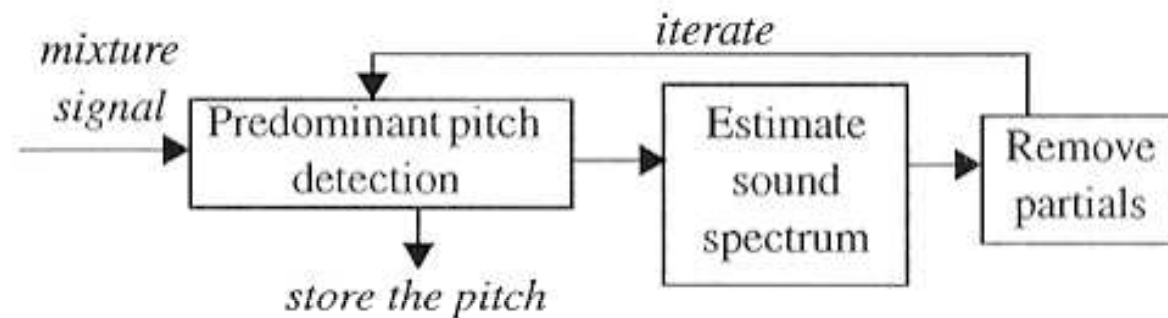 iterate
mixture
signal
Predominant pitch
detection
Estimate
sound
spectrum
Remove
partials
store the pitch